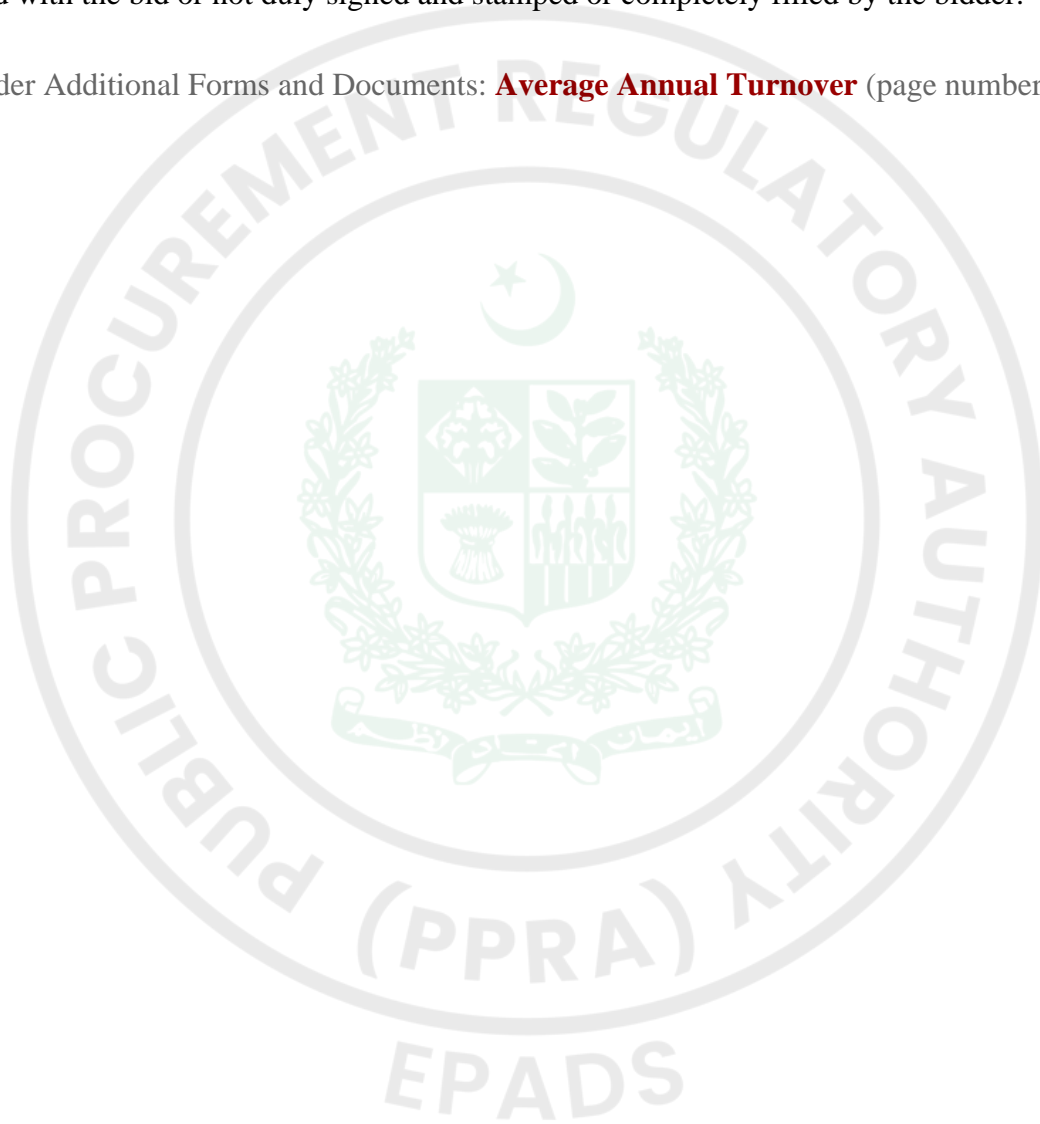 d with the bid or not duly signed and stamped or completely filled by the bidder.
der Additional Forms and Documents: Average Annual Turnover (page number
PUBLIC PROCUREMENT REGULATORY AUTHORITY
(PPRA)
EPADS